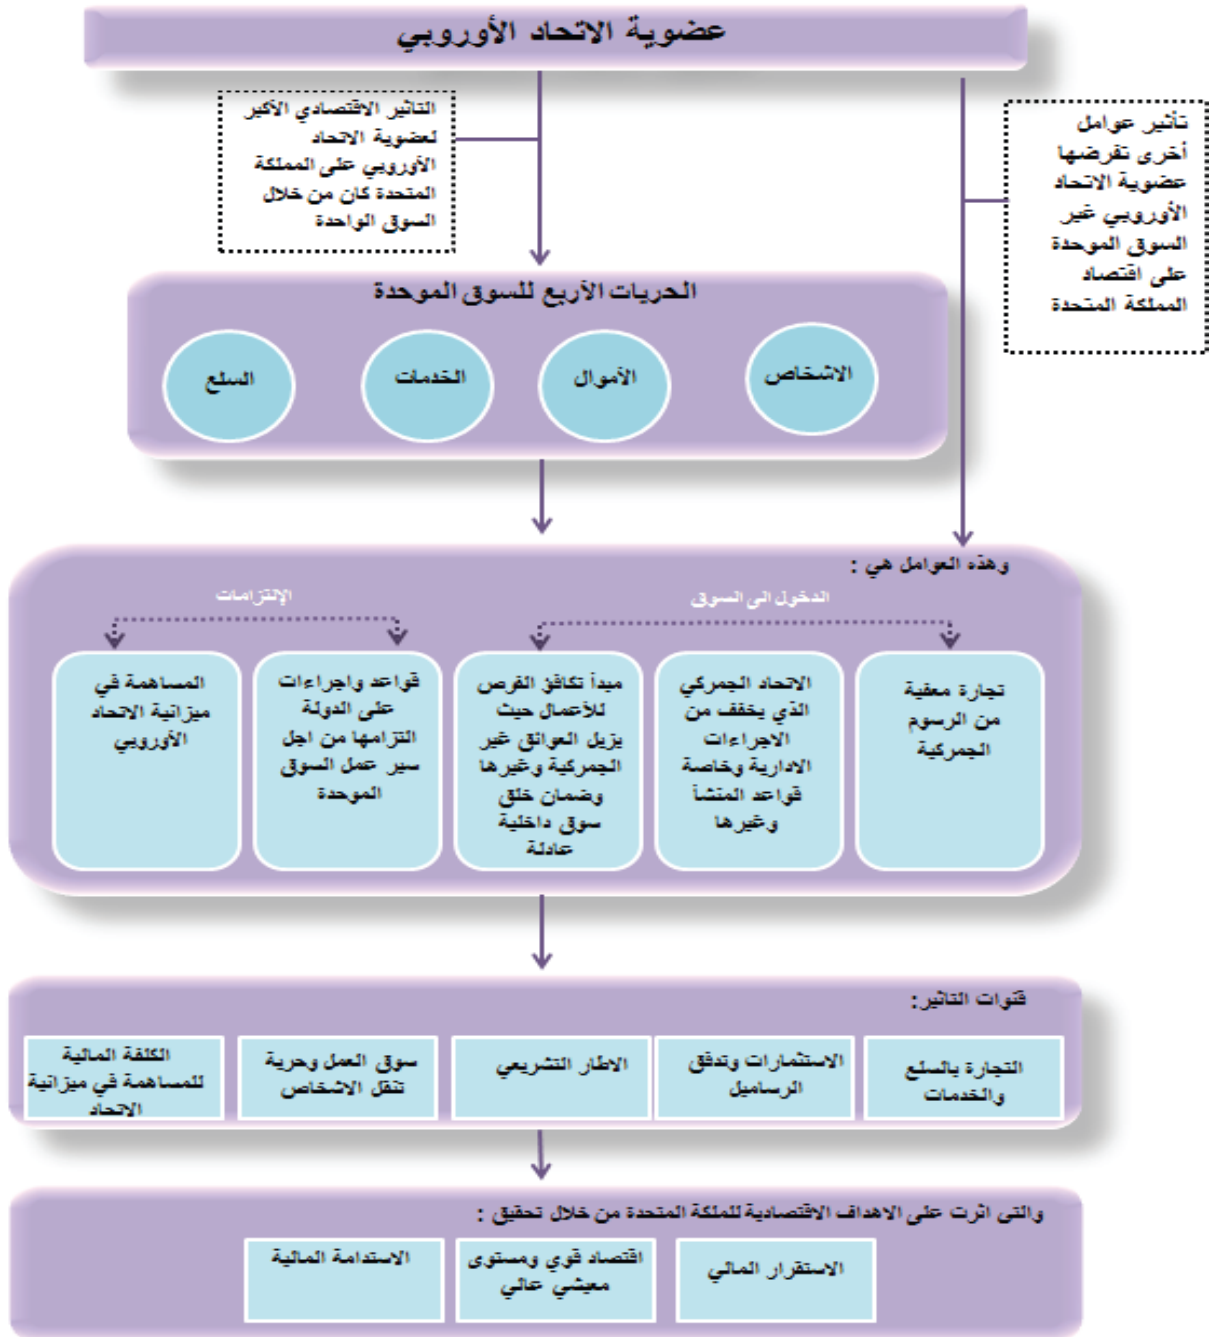 عضوية الاتحاد الأوروبي
التاثير الاقتصادي الأكبر
لعضوية الاتحاد
الأوروبي على المملكة
المتحدة كان من خلال
السوق الواحدة
تأثير عوامل
أخرى تفرضها
عضوية الاتحاد
الأوروبي غير
السوق الموحدة
على اقتصاد
المملكة المتحدة
الحريات الأربع للسوق الموحدة
الاشخاص
الأموال
الخدمات
السلع
وهذه العوامل هي :
الدخول الى السوق
الإلتزامات
تجارة معفية
من الرسوم
الجمركية
الاتحاد الجمركي
الذي يخفف من
الاجراءات
الادارية وخاصة
قواعد المنشأ
وغيرها
مبدأ تكافؤ الفرص
للأعمال حيث
يزيل العوائق غير
الجمركية وغيرها
وضمان خلق
سوق داخلية
عادلة
قواعد واجراءات
على الدولة
التزامها من اجل
سير عمل السوق
الموحدة
المساهمة في
ميزانية الاتحاد
الأوروبي
قنوات التاثير:
التجارة بالسلع
والخدمات
الاستثمارات وتدفق
الرساميل
الاطار التشريعي
سوق العمل وحرية
تنقل الاشخاص
الكلفة المالية
للمساهمة في ميزانية
الاتحاد
والتي اثرت على الاهداف الاقتصادية للملكة المتحدة من خلال تحقيق :
الاستقرار المالي
اقتصاد قوي ومستوى
معيشي عالي
الاستدامة المالية